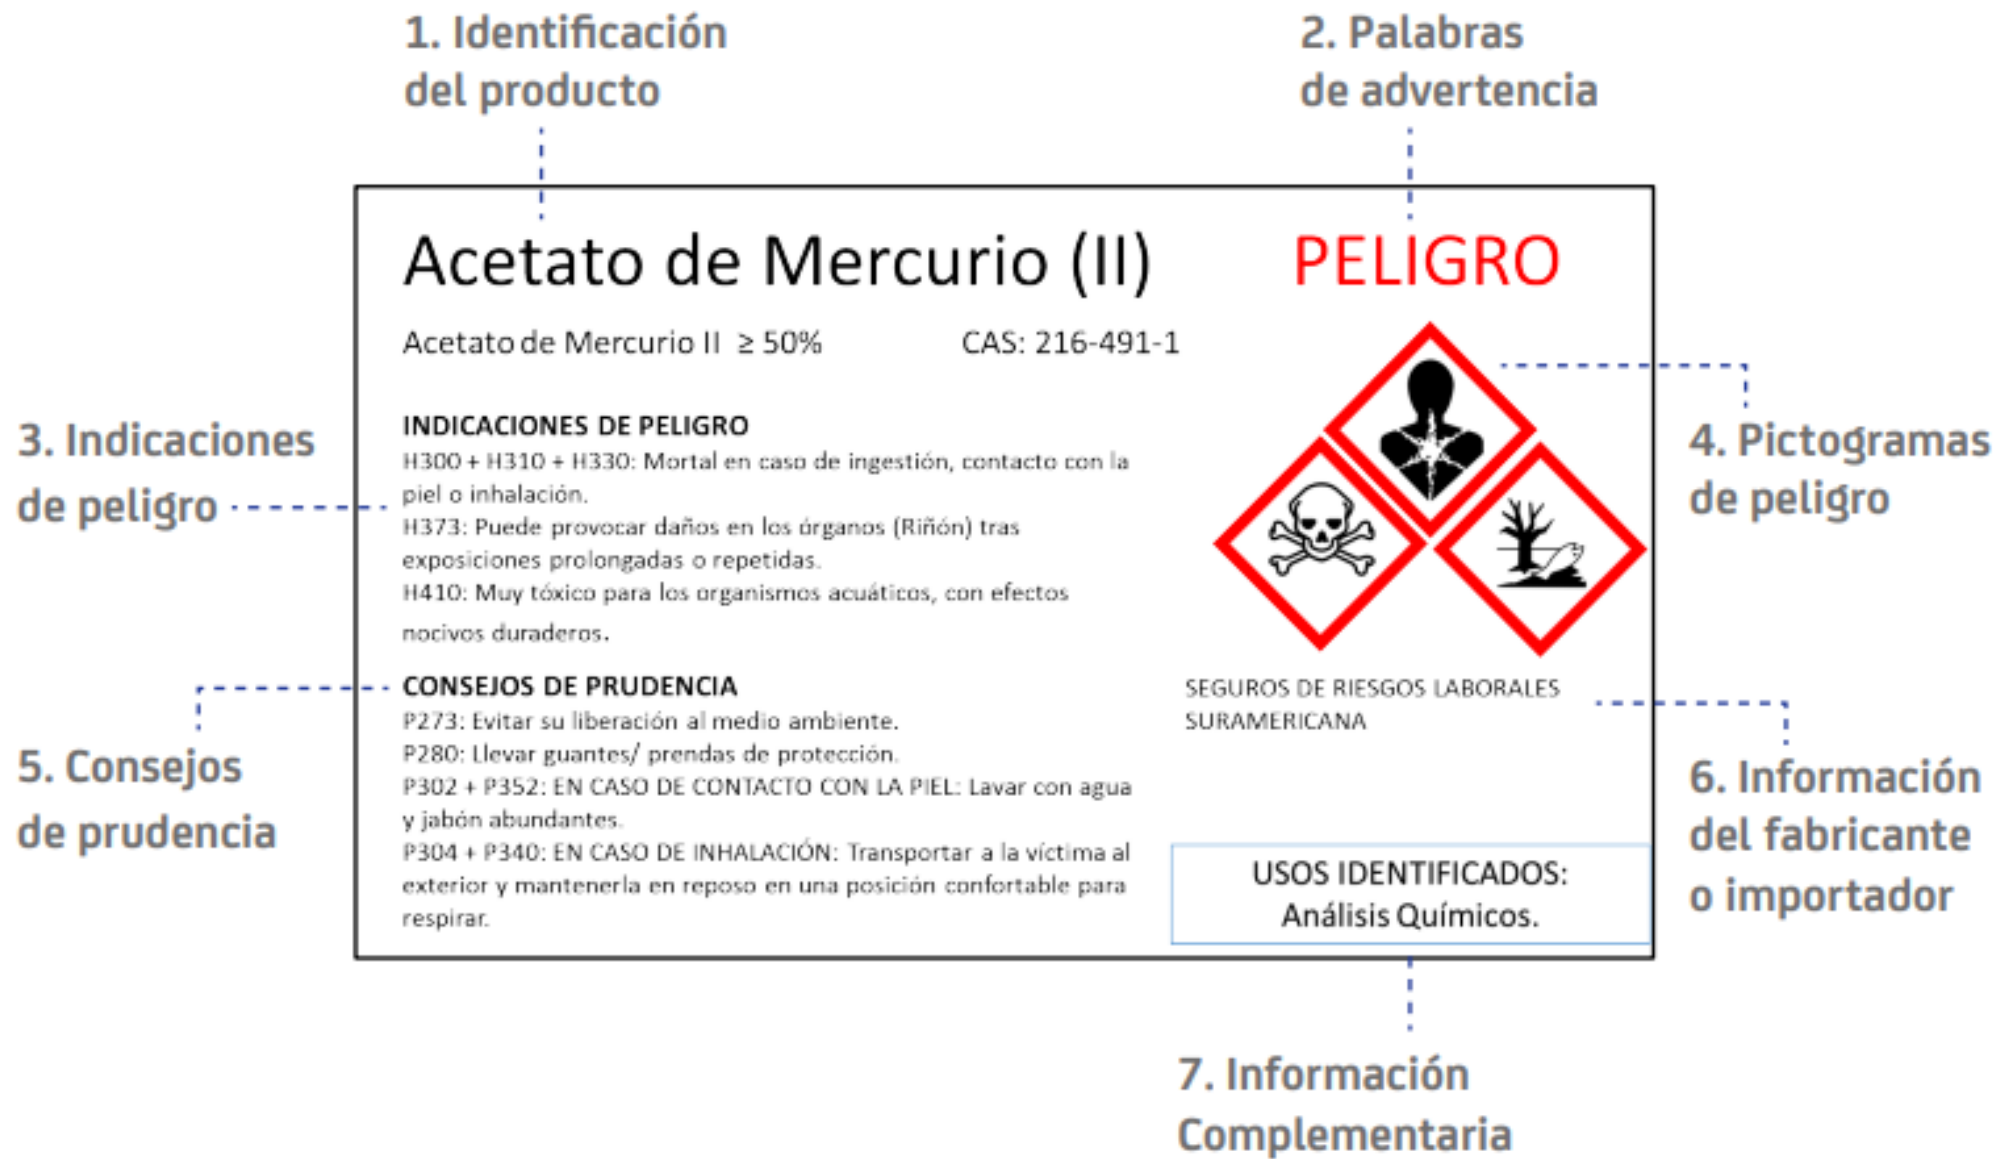 1. Identificación
del producto
2. Palabras
de advertencia
Acetato de Mercurio (II)
PELIGRO
Acetato de Mercurio II ≥ 50%
CAS: 216-491-1
3. Indicaciones
de peligro
INDICACIONES DE PELIGRO
H300 + H310 + H330: Mortal en caso de ingestión, contacto con la
piel o inhalación.
H373: Puede provocar daños en los órganos (Riñón) tras
exposiciones prolongadas o repetidas.
H410: Muy tóxico para los organismos acuáticos, con efectos
nocivos duraderos.
4. Pictogramas
de peligro
5. Consejos
de prudencia
CONSEJOS DE PRUDENCIA
P273: Evitar su liberación al medio ambiente.
P280: Llevar guantes/ prendas de protección.
P302 + P352: EN CASO DE CONTACTO CON LA PIEL: Lavar con agua
y jabón abundantes.
P304 + P340: EN CASO DE INHALACIÓN: Transportar a la víctima al
exterior y mantenerla en reposo en una posición confortable para
respirar.
SEGUROS DE RIESGOS LABORALES
SURAMERICANA
6. Información
del fabricante
o importador
USOS IDENTIFICADOS:
Análisis Químicos.
7. Información
Complementaria